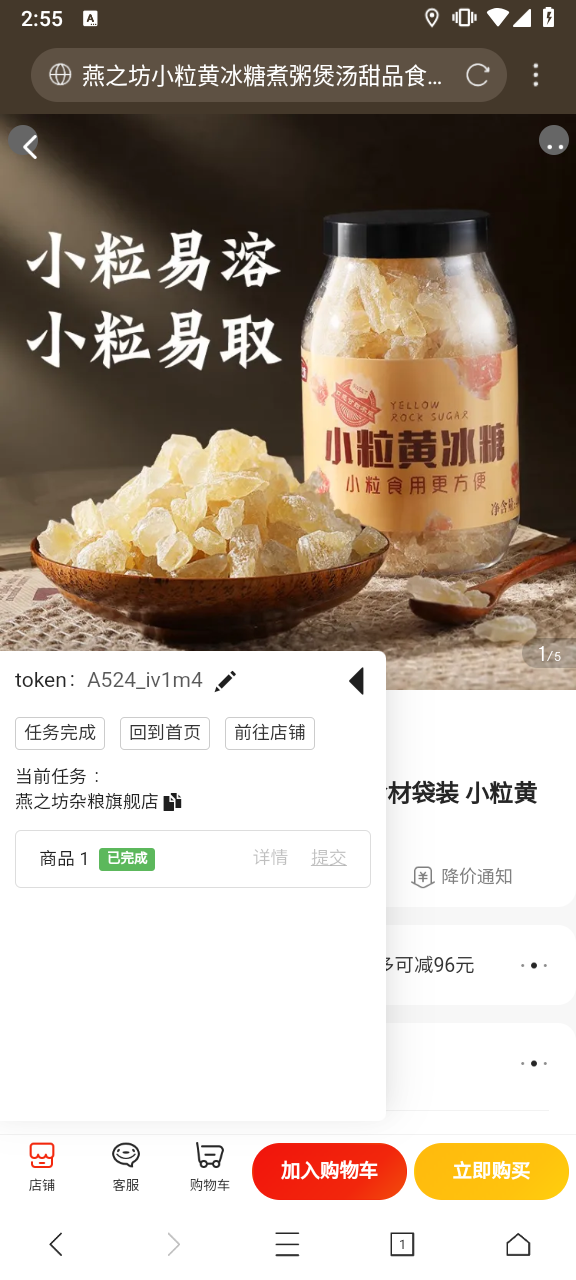 2:55
A
燕之坊小粒黄冰糖煮粥煲汤甜品食...
小粒易溶
小粒易取
YELLOW
ROCK SUGAR
小粒黄冰糖
小粒食用更方便
净含量
1/5
token： A524_iv1m4
任务完成 回到首页 前往店铺
当前任务：
燕之坊杂粮旗舰店
材袋装 小粒黄
商品 1 已完成 详情 提交
降价通知
多可减96元
店铺 客服 购物车 加入购物车 立即购买
1